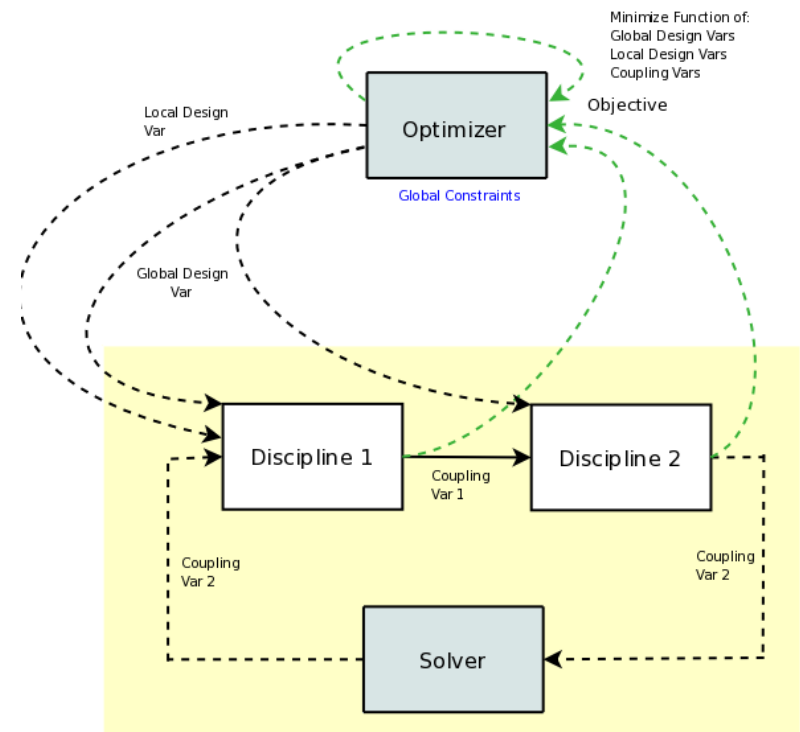 Minimize Function of:
Global Design Vars
Local Design Vars
Coupling Vars
Objective
Local Design
Var
Optimizer
Global Constraints
Global Design
Var
Discipline 1
Discipline 2
Coupling
Var 1
Coupling
Var 2
Coupling
Var 2
Solver